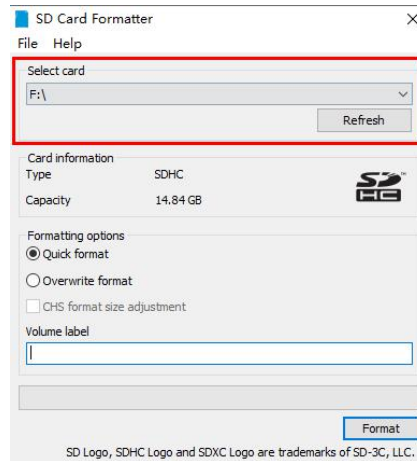 SD Card Formatter
File Help
Select card
F:\
Refresh
Card information
Type SDHC
Capacity 14.84 GB
SD HC
Formatting options
Quick format
Overwrite format
CHS format size adjustment
Volume label
Format
SD Logo, SDHC Logo and SDXC Logo are trademarks of SD-3C, LLC.